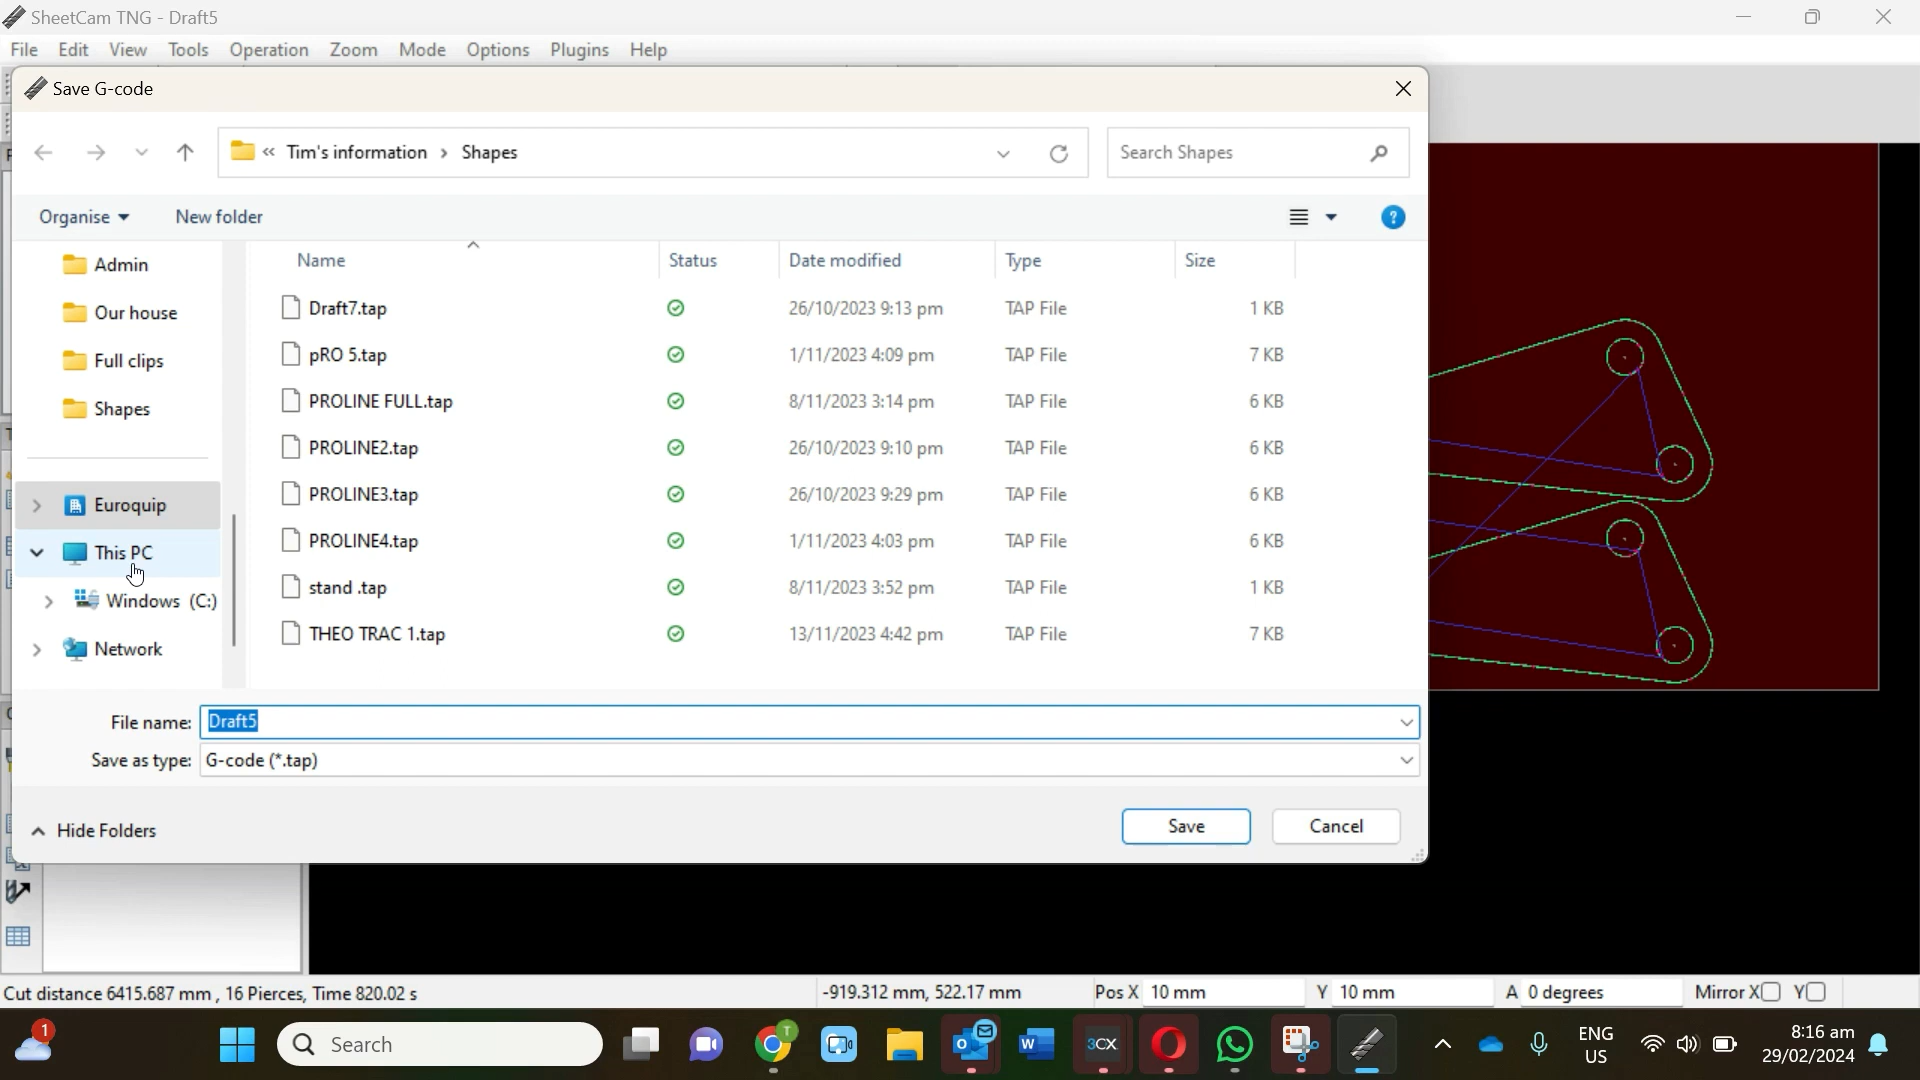 SheetCam TNG - Draft5
File Edit View Tools Operation Zoom Mode Options Plugins Help
Save G-code
« Tim's information › Shapes
Search Shapes
Organise
New folder
Admin
Our house
Full clips
Shapes
Euroquip
This PC
Windows (C:)
Network
Name Status Date modified Type Size
Draft7.tap 26/10/2023 9:13 pm TAP File 1 KB
pRO 5.tap 1/11/2023 4:09 pm TAP File 7 KB
PROLINE FULL.tap 8/11/2023 3:14 pm TAP File 6 KB
PROLINE2.tap 26/10/2023 9:10 pm TAP File 6 KB
PROLINE3.tap 26/10/2023 9:29 pm TAP File 6 KB
PROLINE4.tap 1/11/2023 4:03 pm TAP File 6 KB
stand .tap 8/11/2023 3:52 pm TAP File 1 KB
THEO TRAC 1.tap 13/11/2023 4:42 pm TAP File 7 KB
File name: Draft5
Save as type: G-code (*.tap)
Hide Folders
Save
Cancel
Cut distance 6415.687 mm , 16 Pierces, Time 820.02 s
-919.312 mm, 522.17 mm
Pos X 10 mm
Y 10 mm
A 0 degrees
Mirror X Y
1
Search
T
3CX
ENG
US
8:16 am
29/02/2024